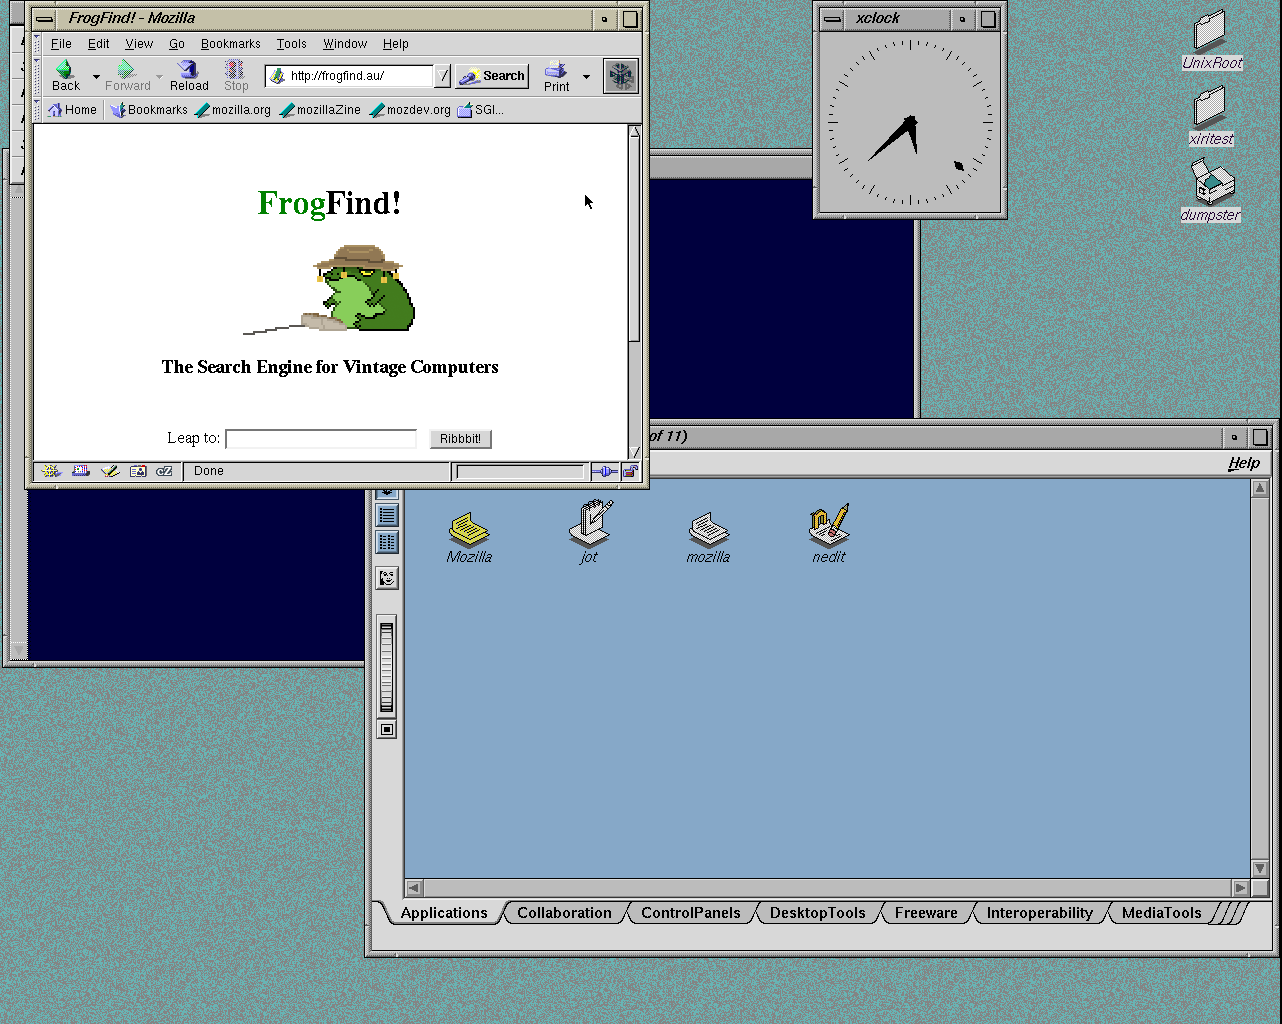 FrogFind! - Mozilla
File Edit View Go Bookmarks Tools Window Help
Back Forward Reload Stop http://frogfind.au/ Search Print
Home Bookmarks mozilla.org mozillaZine mozdev.org SGI...
FrogFind!
The Search Engine for Vintage Computers
Leap to: Ribbbit!
Done
xclock
UnixRoot
xiritest
dumpster
of 11)
Help
Mozilla jot mozilla nedit
Applications Collaboration ControlPanels DesktopTools Freeware Interoperability MediaTools